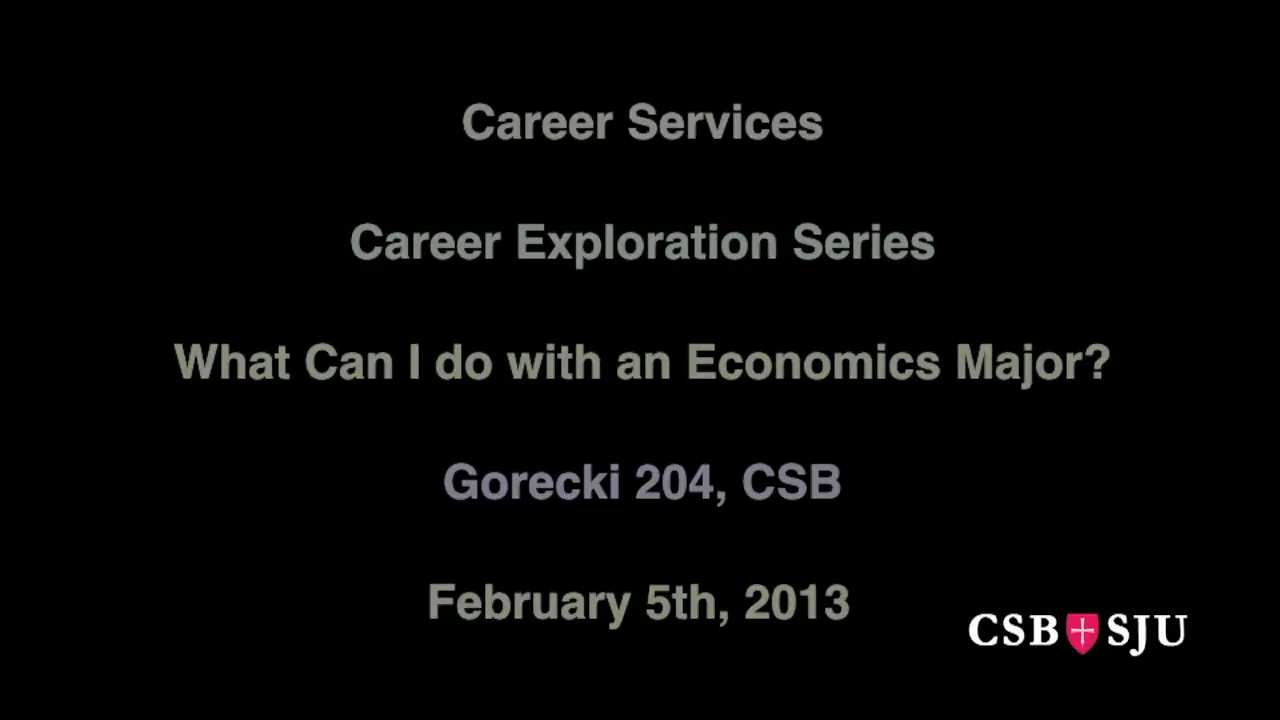 Career Services
Career Exploration Series
What Can I do with an Economics Major?
Gorecki 204, CSB
February 5th, 2013
CSB SJU